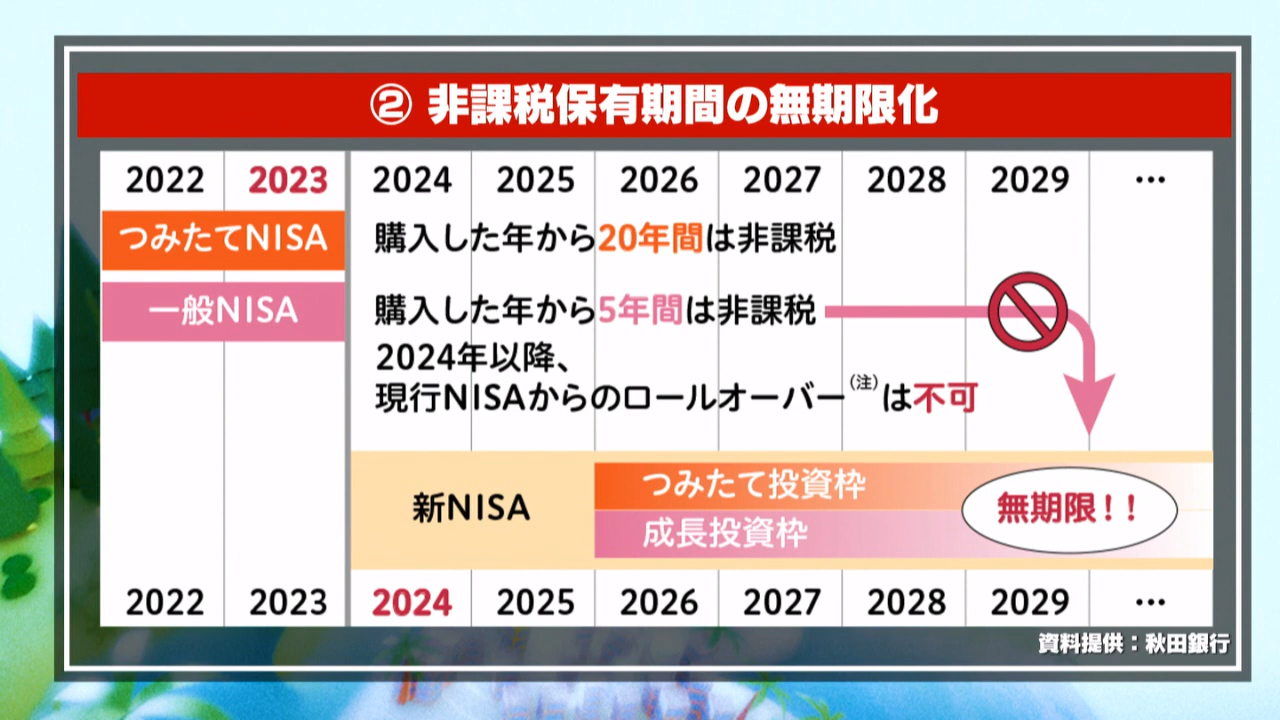 ② 非課税保有期間の無期限化
2022 2023 2024 2025 2026 2027 2028 2029 …
つみたてNISA 購入した年から20年間は非課税
一般NISA 購入した年から5年間は非課税
2024年以降、
現行NISAからのロールオーバー(注)は不可
新NISA
つみたて投資枠
成長投資枠
無期限!!
2022 2023 2024 2025 2026 2027 2028 2029 …
資料提供:秋田銀行